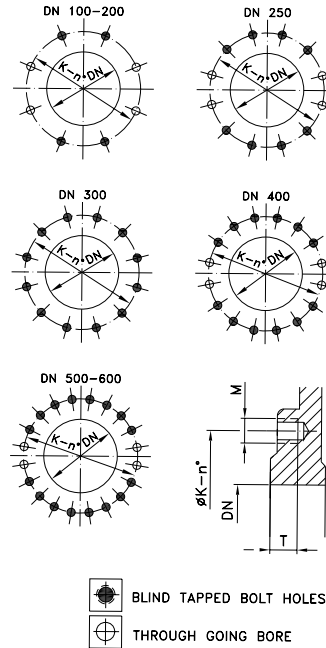 DN 100-200
K-n° DN
DN 250
K-n° DN
DN 300
K-n° DN
DN 400
K-n° DN
DN 500-600
K-n° DN
M
øK-n°
DN
T
BLIND TAPPED BOLT HOLES
THROUGH GOING BORE